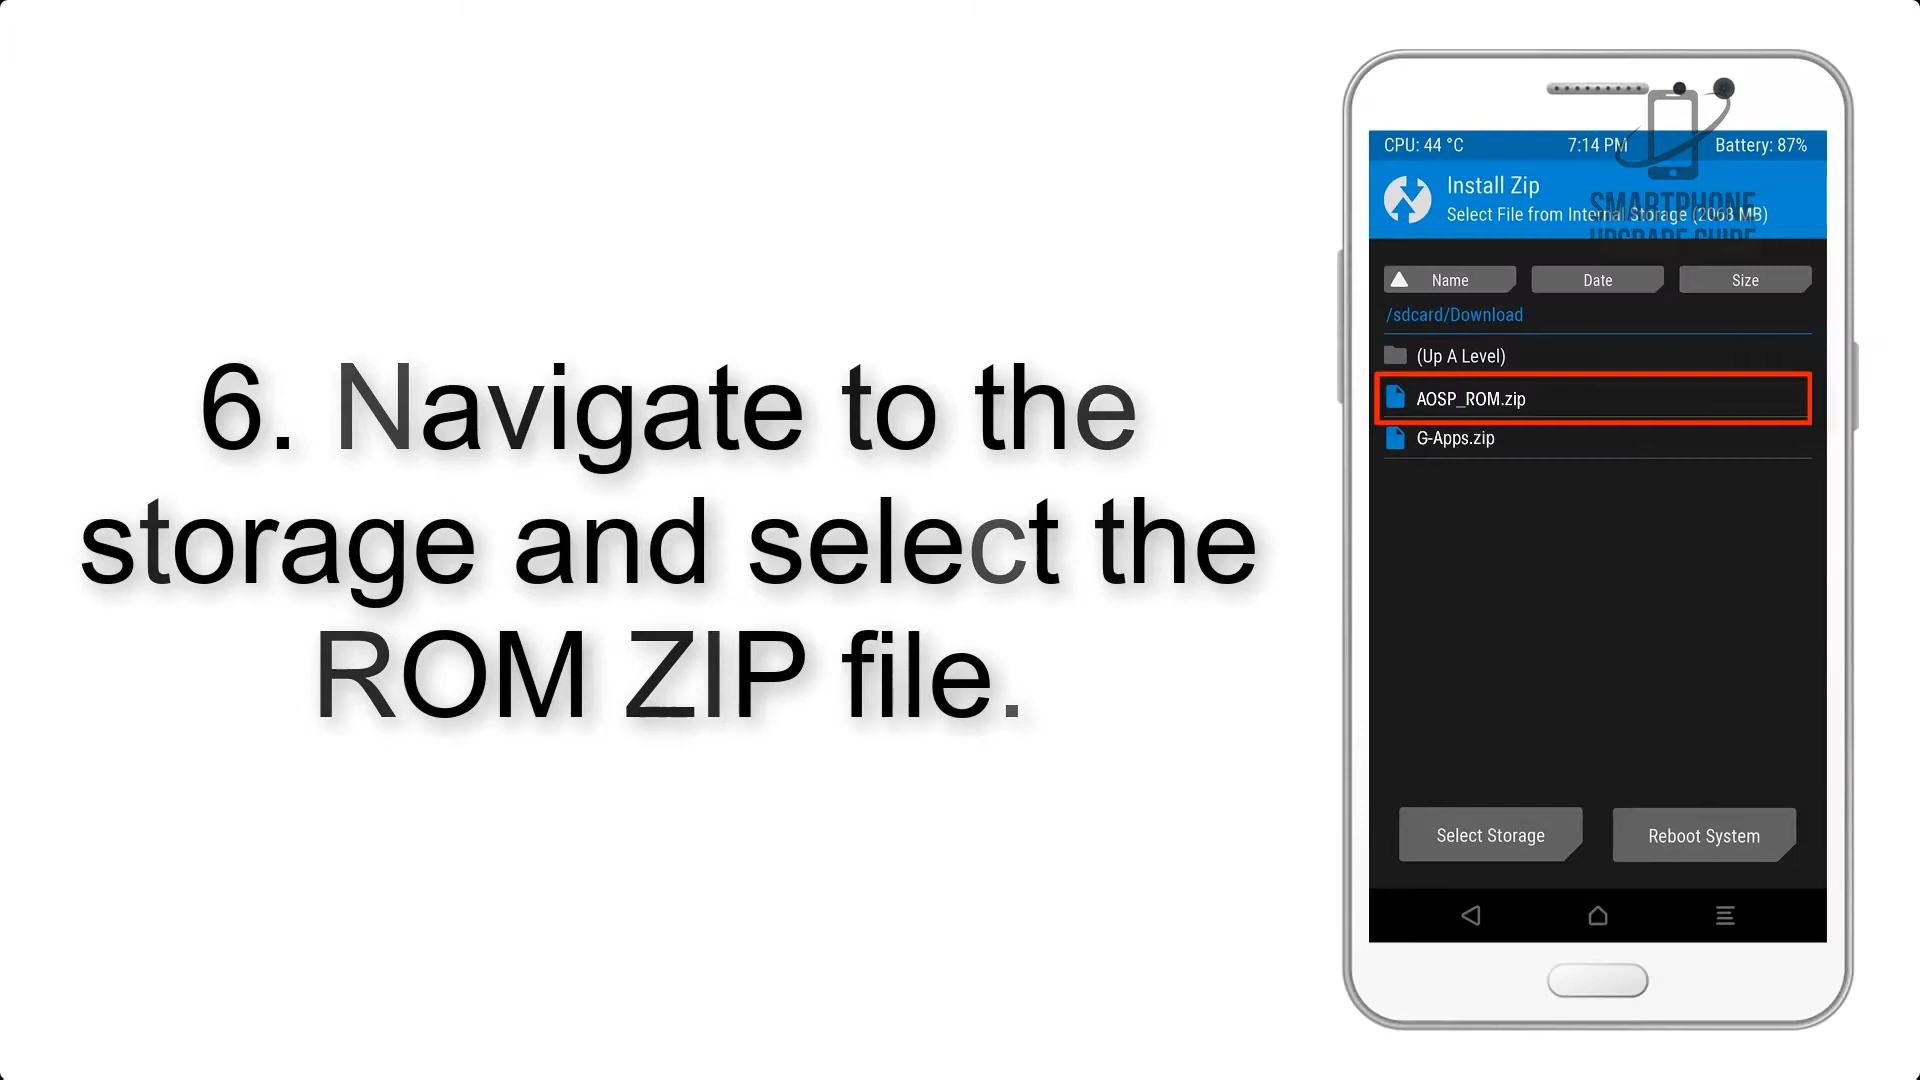 6. Navigate to the
storage and select the
ROM ZIP file.
CPU: 44 °C 7:14 PM Battery: 87%
Install Zip
Select File from Internal Storage (2068 MB)
SMARTPHONE
UPGRADE GUIDE
Name Date Size
/sdcard/Download
(Up A Level)
AOSP_ROM.zip
G-Apps.zip
Select Storage Reboot System